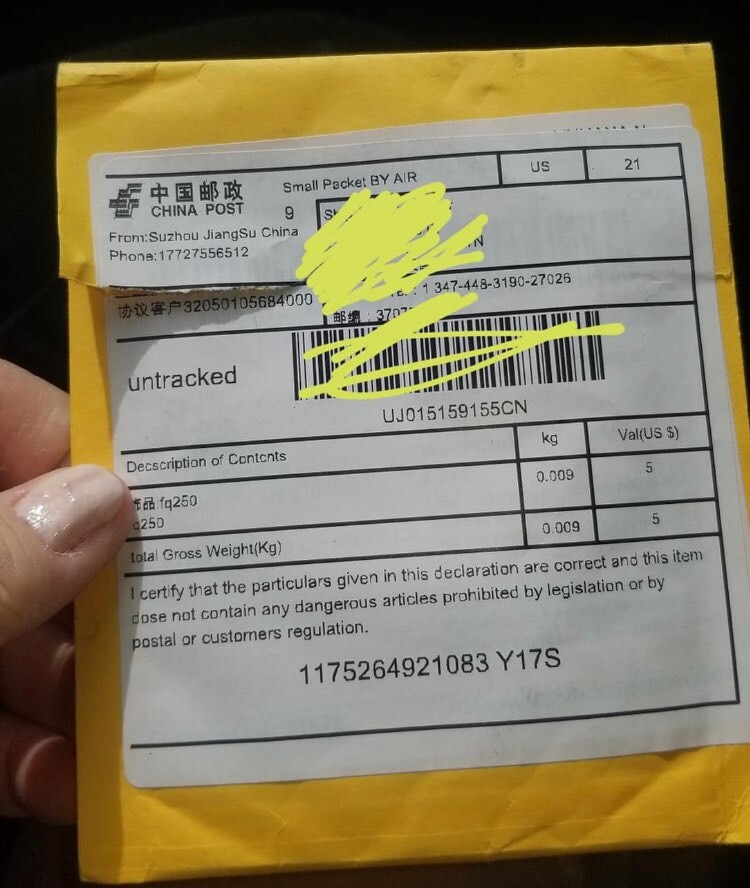 中国邮政
CHINA POST
Small Packet BY AIR
US
21
9
From:Suzhou JiangSu China
Phone:17727556512
协议客户32050105684000
1 347-448-3190-27026
邮编:
untracked
UJ015159155CN
Decscription of Contcnts
kg
Val(US $)
饰品:fq250
q250
0.009
5
total Gross Weight(Kg)
0.009
5
I certify that the particulars given in this declaration are correct and this item
dose not contain any dangerous articles prohibited by legislation or by
postal or customers regulation.
1175264921083 Y17S